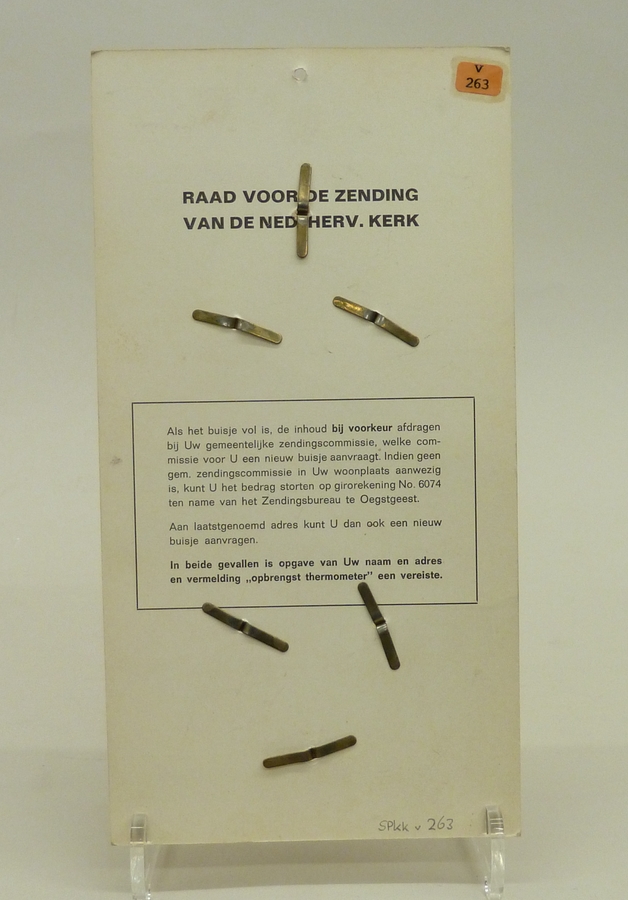 V
263
RAAD VOOR DE ZENDING
VAN DE NED. HERV. KERK
Als het buisje vol is, de inhoud bij voorkeur afdragen
bij Uw gemeentelijke zendingscommissie, welke com-
missie voor U een nieuw buisje aanvraagt. Indien geen
gem. zendingscommissie in Uw woonplaats aanwezig
is, kunt U het bedrag storten op girorekening No. 6074
ten name van het Zendingsbureau te Oegstgeest.
Aan laatstgenoemd adres kunt U dan ook een nieuw
buisje aanvragen.
In beide gevallen is opgave van Uw naam en adres
en vermelding „opbrengst thermometer” een vereiste.
SPKK v 263